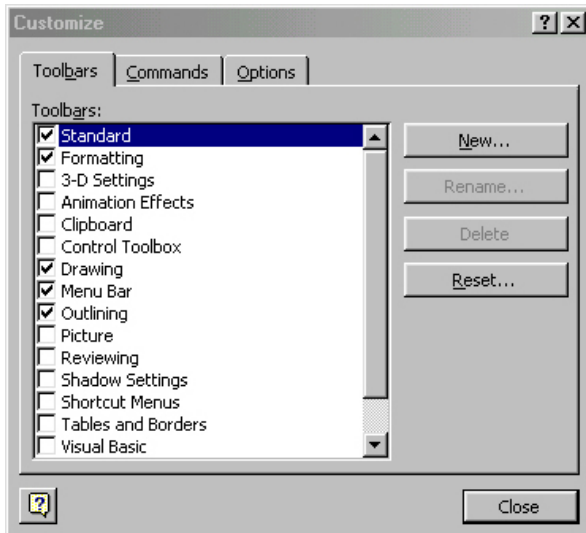 Customize
Toolbars Commands Options
Toolbars:
Standard
Formatting
3-D Settings
Animation Effects
Clipboard
Control Toolbox
Drawing
Menu Bar
Outlining
Picture
Reviewing
Shadow Settings
Shortcut Menus
Tables and Borders
Visual Basic
New...
Rename...
Delete
Reset...
Close